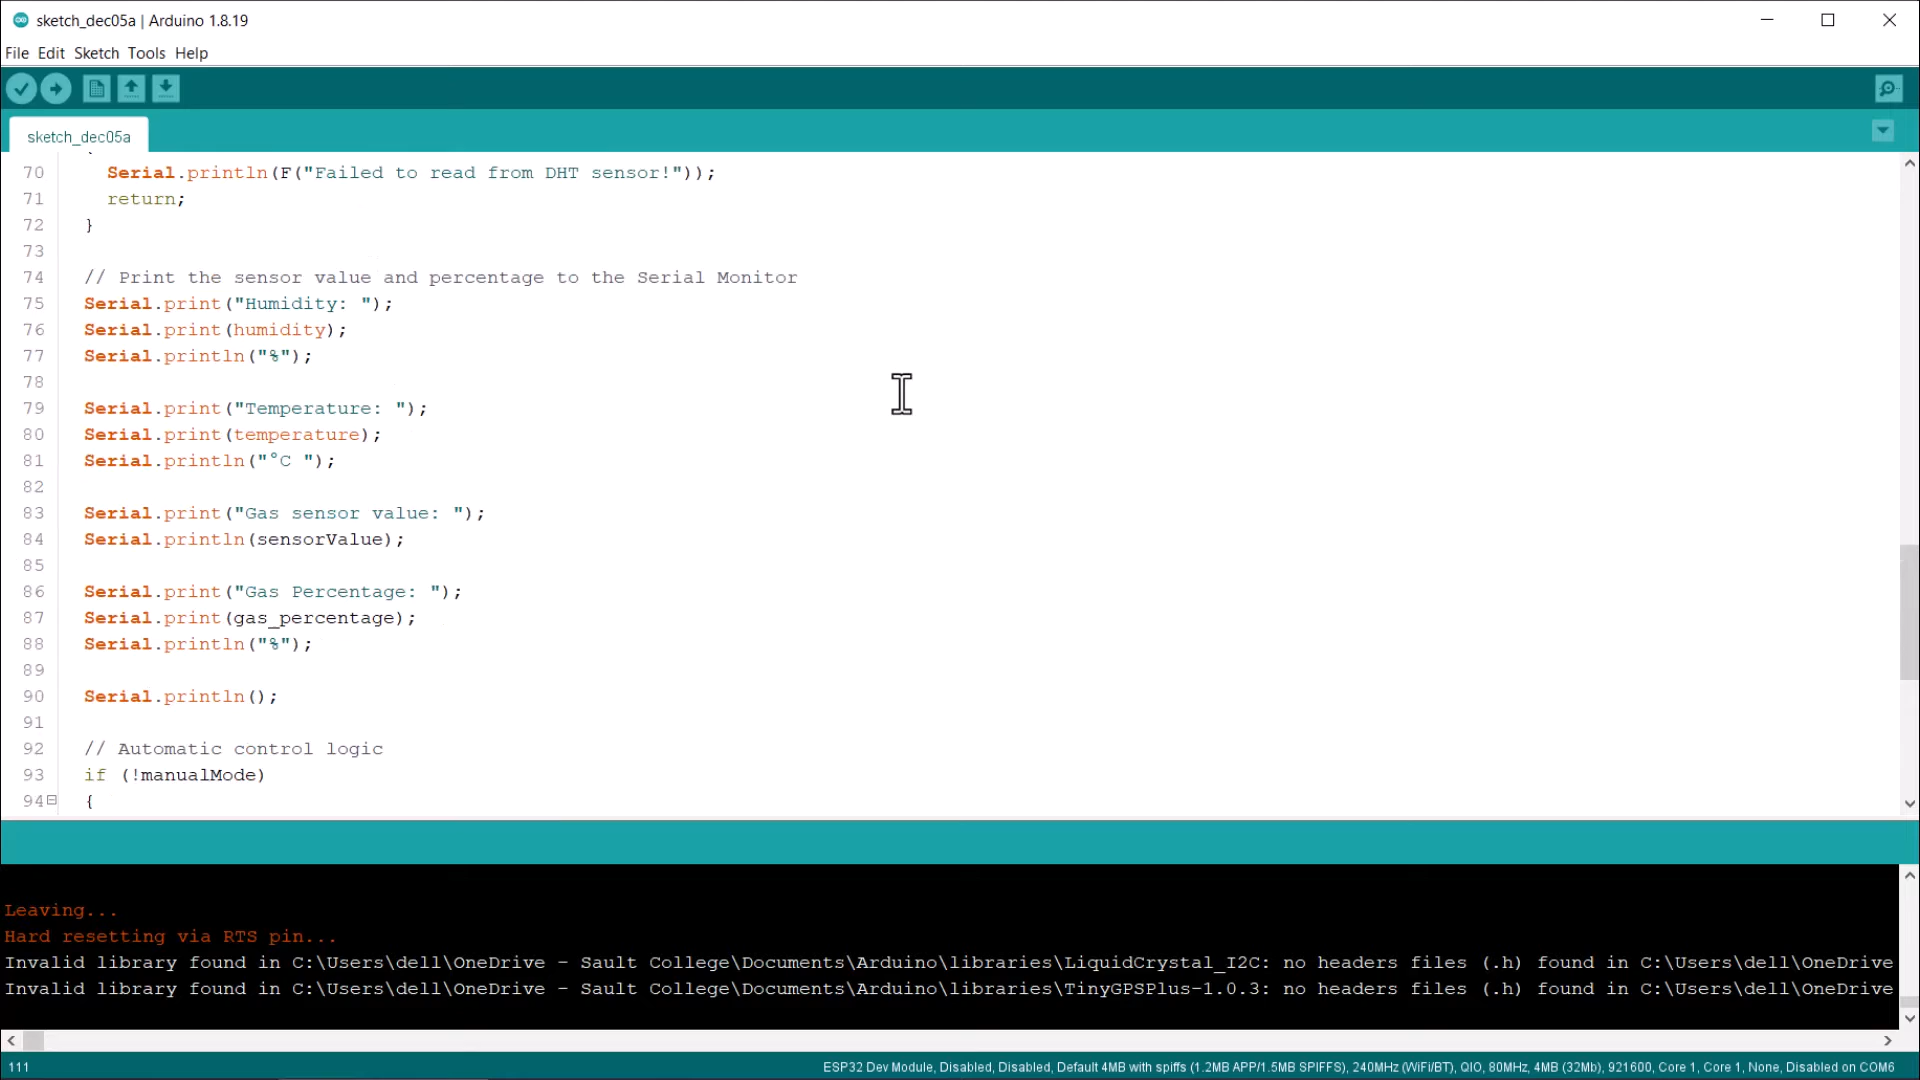 sketch_dec05a | Arduino 1.8.19
File Edit Sketch Tools Help
sketch_dec05a
70 Serial.println(F("Failed to read from DHT sensor!"));
71 return;
72 }
73
74 // Print the sensor value and percentage to the Serial Monitor
75 Serial.print("Humidity: ");
76 Serial.print(humidity);
77 Serial.println("%");
78
79 Serial.print("Temperature: ");
80 Serial.print(temperature);
81 Serial.println("°C ");
82
83 Serial.print("Gas sensor value: ");
84 Serial.println(sensorValue);
85
86 Serial.print("Gas Percentage: ");
87 Serial.print(gas_percentage);
88 Serial.println("%");
89
90 Serial.println();
91
92 // Automatic control logic
93 if (!manualMode)
94 {
Leaving...
Hard resetting via RTS pin...
Invalid library found in C:\Users\dell\OneDrive - Sault College\Documents\Arduino\libraries\LiquidCrystal_I2C: no headers files (.h) found in C:\Users\dell\OneDrive
Invalid library found in C:\Users\dell\OneDrive - Sault College\Documents\Arduino\libraries\TinyGPSPlus-1.0.3: no headers files (.h) found in C:\Users\dell\OneDrive
111 ESP32 Dev Module, Disabled, Disabled, Default 4MB with spiffs (1.2MB APP/1.5MB SPIFFS), 240MHz (WiFi/BT), QIO, 80MHz, 4MB (32Mb), 921600, Core 1, Core 1, None, Disabled on COM6